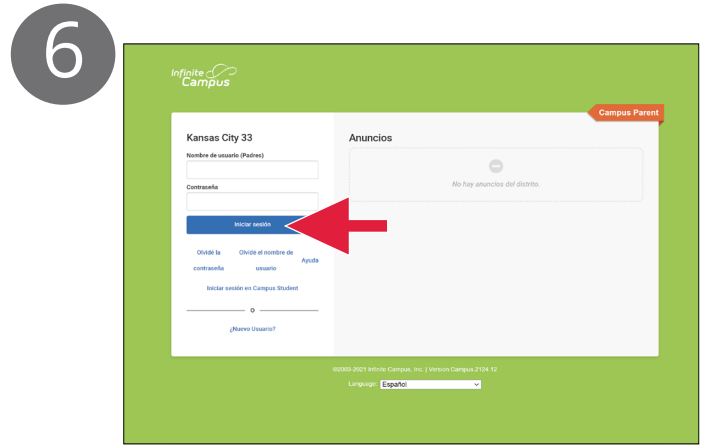 6
Infinite
Campus
Campus Parent
Kansas City 33
Nombre de usuario (Padres)
Contraseña
Iniciar sesión
Olvidé la contraseña
Olvidé el nombre de usuario
Ayuda
Iniciar sesión en Campus Student
O
¿Nuevo Usuario?
Anuncios
No hay anuncios del distrito.
©2003-2021 Infinite Campus, Inc. | Version Campus.2124.12
Language: Español